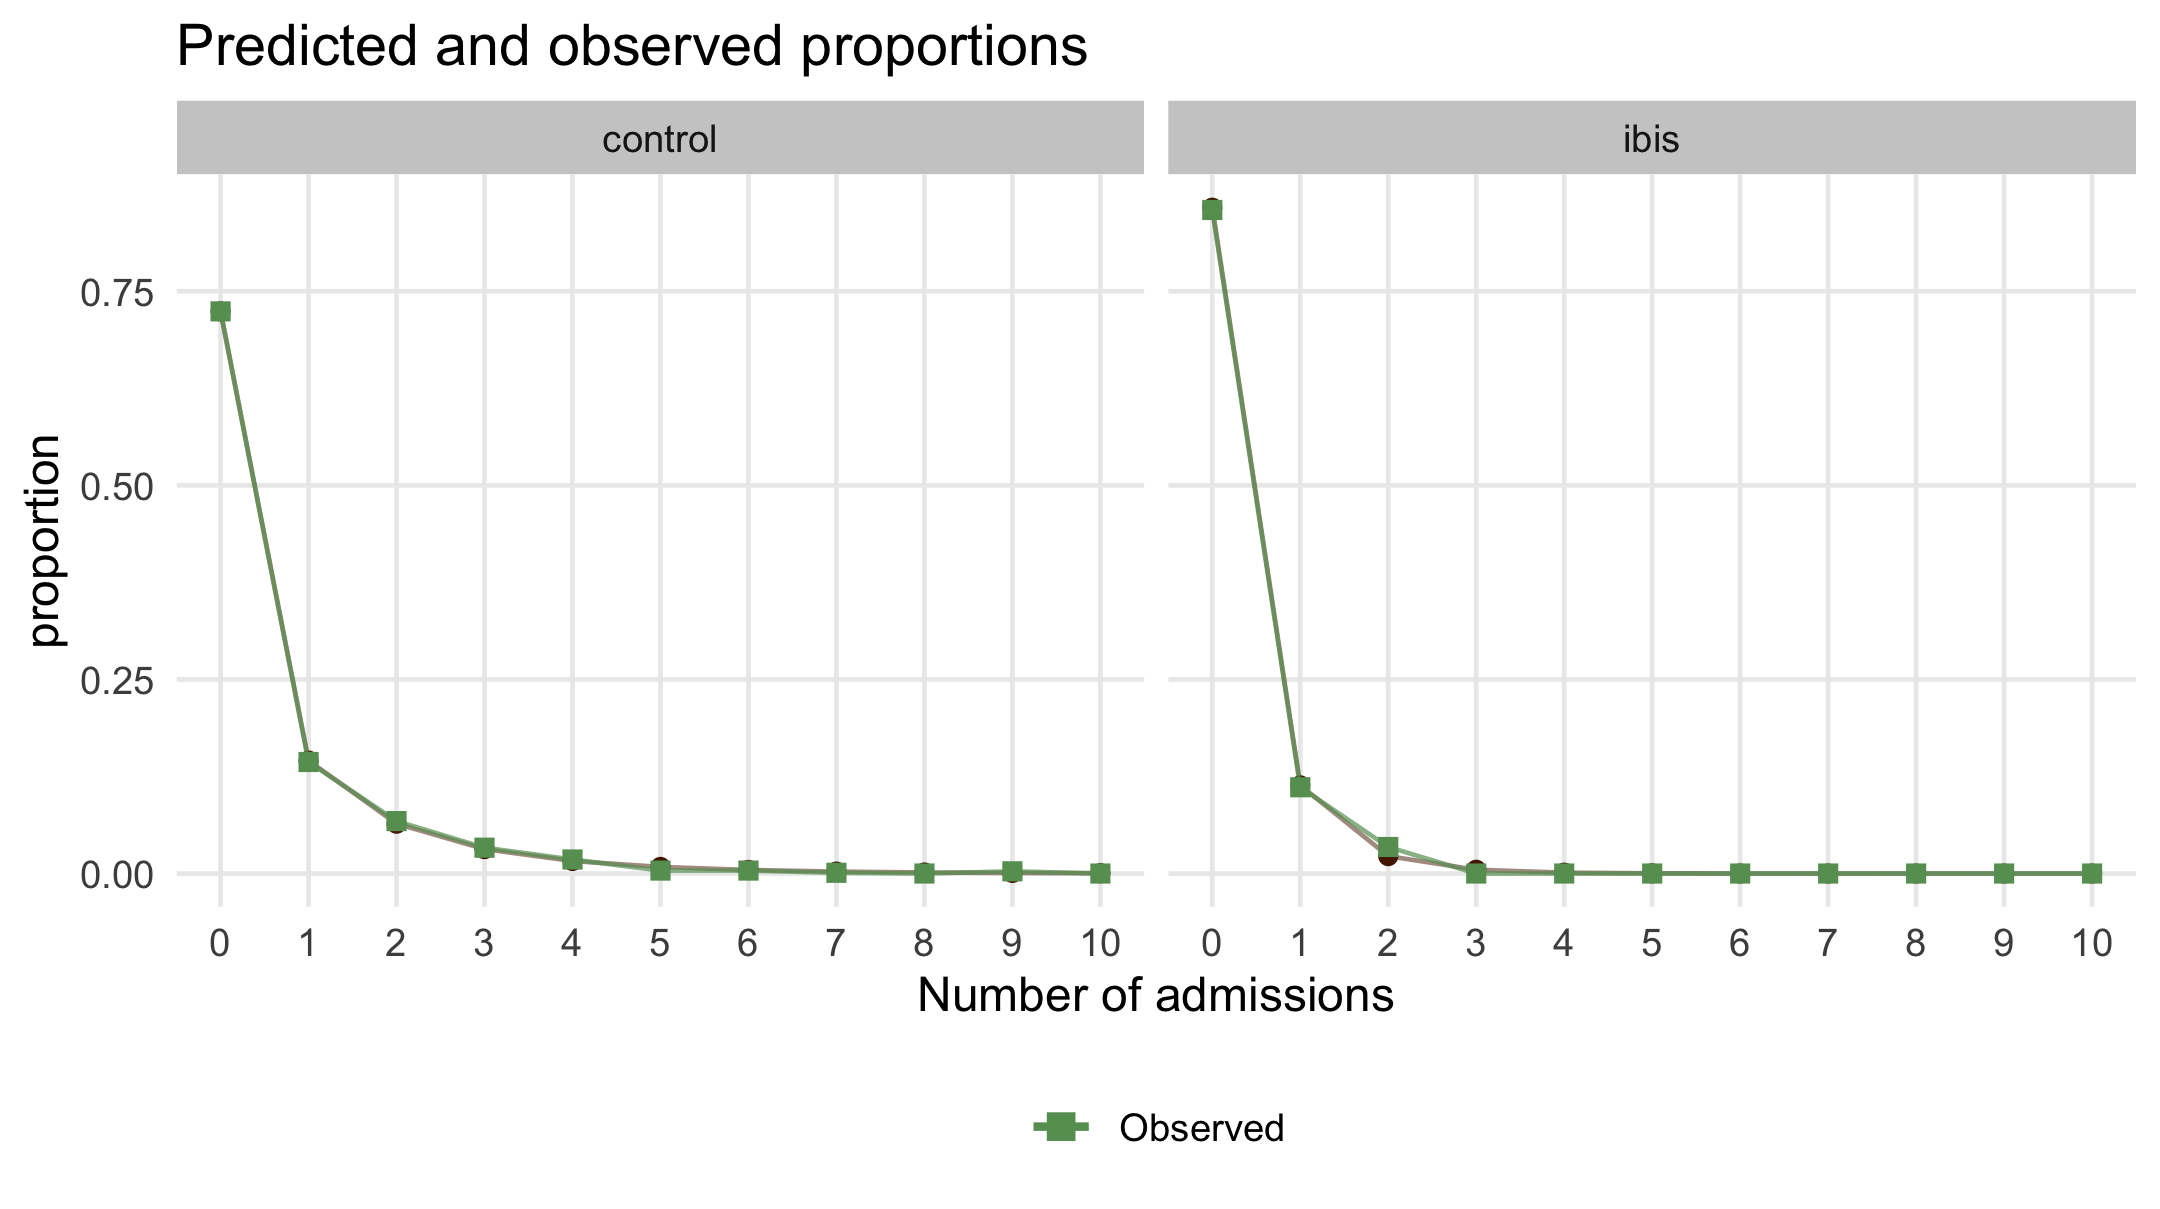 Predicted and observed proportions
control
ibis
proportion
0.75
0.50
0.25
0.00
0 1 2 3 4 5 6 7 8 9 10
0 1 2 3 4 5 6 7 8 9 10
Number of admissions
Observed